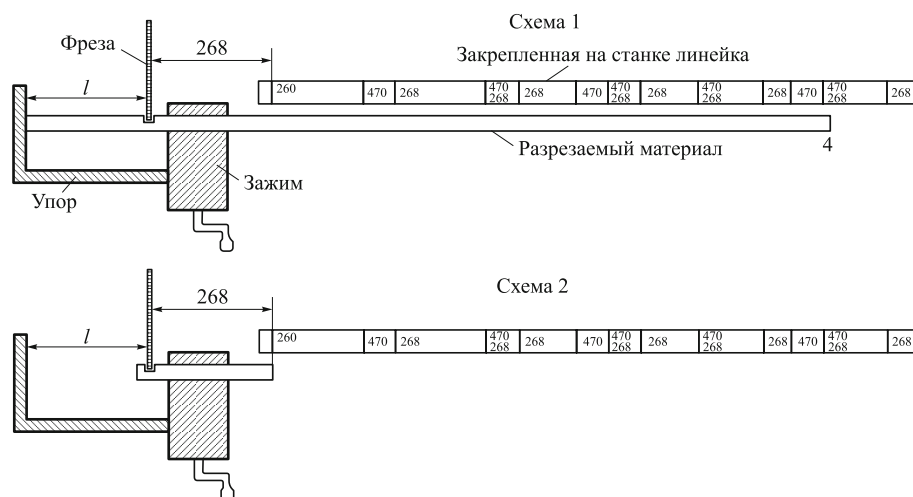 Схема 1
Фреза
268
Закрепленная на станке линейка
l
260 470 268 470 268 470 470 268 470 268 470 268
268 268 268 268
Разрезаемый материал
4
Зажим
Упор
Схема 2
268
l
260 470 268 470 268 470 470 268 470 268 470 268
268 268 268 268